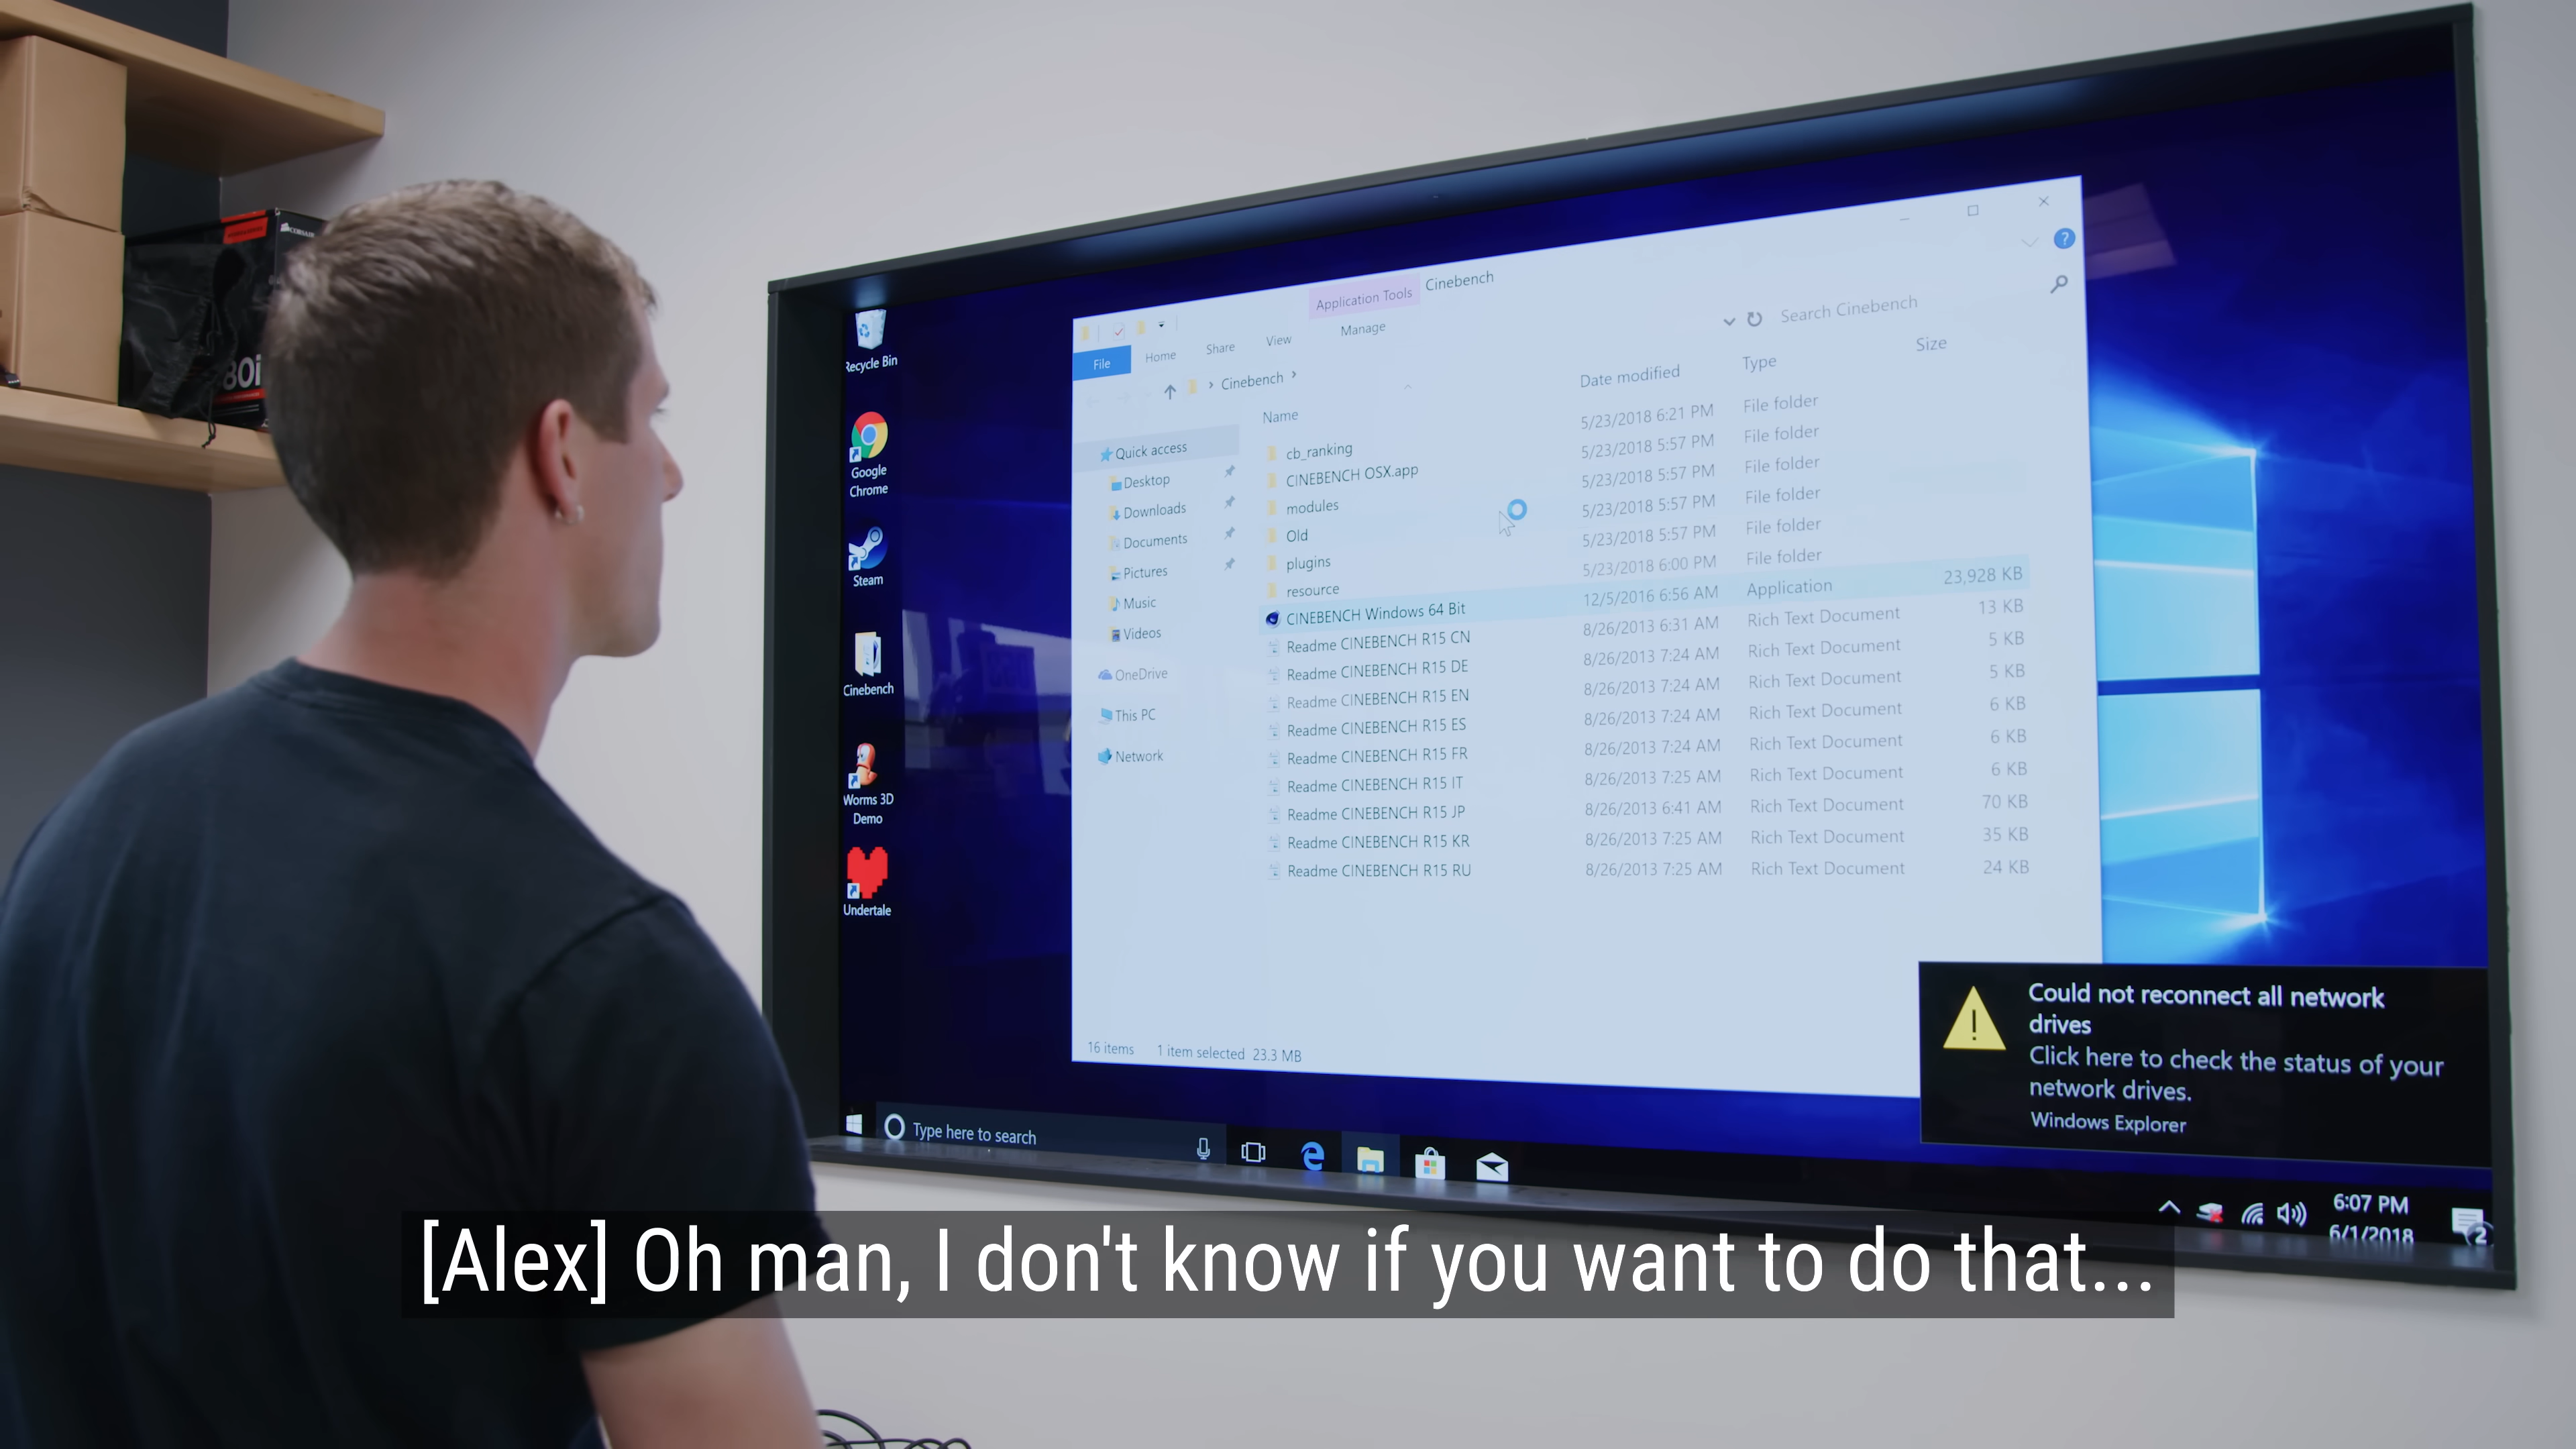 CORSAIR
80i
Recycle Bin
Google
Chrome
Steam
Cinebench
Worms 3D
Demo
Undertale
Application Tools
Cinebench
File
Home
Share
View
Manage
Cinebench
Search Cinebench
Name
Date modified
Type
Size
Quick access
Desktop
Downloads
Documents
Pictures
Music
Videos
OneDrive
This PC
Network
cb_ranking
5/23/2018 6:21 PM
File folder
CINEBENCH OSX.app
5/23/2018 5:57 PM
File folder
modules
5/23/2018 5:57 PM
File folder
Old
5/23/2018 5:57 PM
File folder
plugins
5/23/2018 5:57 PM
File folder
resource
5/23/2018 6:00 PM
File folder
CINEBENCH Windows 64 Bit
12/5/2016 6:56 AM
Application
23,928 KB
Readme CINEBENCH R15 CN
8/26/2013 6:31 AM
Rich Text Document
13 KB
Readme CINEBENCH R15 DE
8/26/2013 7:24 AM
Rich Text Document
5 KB
Readme CINEBENCH R15 EN
8/26/2013 7:24 AM
Rich Text Document
5 KB
Readme CINEBENCH R15 ES
8/26/2013 7:24 AM
Rich Text Document
6 KB
Readme CINEBENCH R15 FR
8/26/2013 7:24 AM
Rich Text Document
6 KB
Readme CINEBENCH R15 IT
8/26/2013 7:25 AM
Rich Text Document
6 KB
Readme CINEBENCH R15 JP
8/26/2013 6:41 AM
Rich Text Document
70 KB
Readme CINEBENCH R15 KR
8/26/2013 7:25 AM
Rich Text Document
35 KB
Readme CINEBENCH R15 RU
8/26/2013 7:25 AM
Rich Text Document
24 KB
16 items
1 item selected 23.3 MB
Could not reconnect all network
drives
Click here to check the status of your
network drives.
Windows Explorer
Type here to search
6:07 PM
6/1/2018
2
[Alex] Oh man, I don't know if you want to do that...